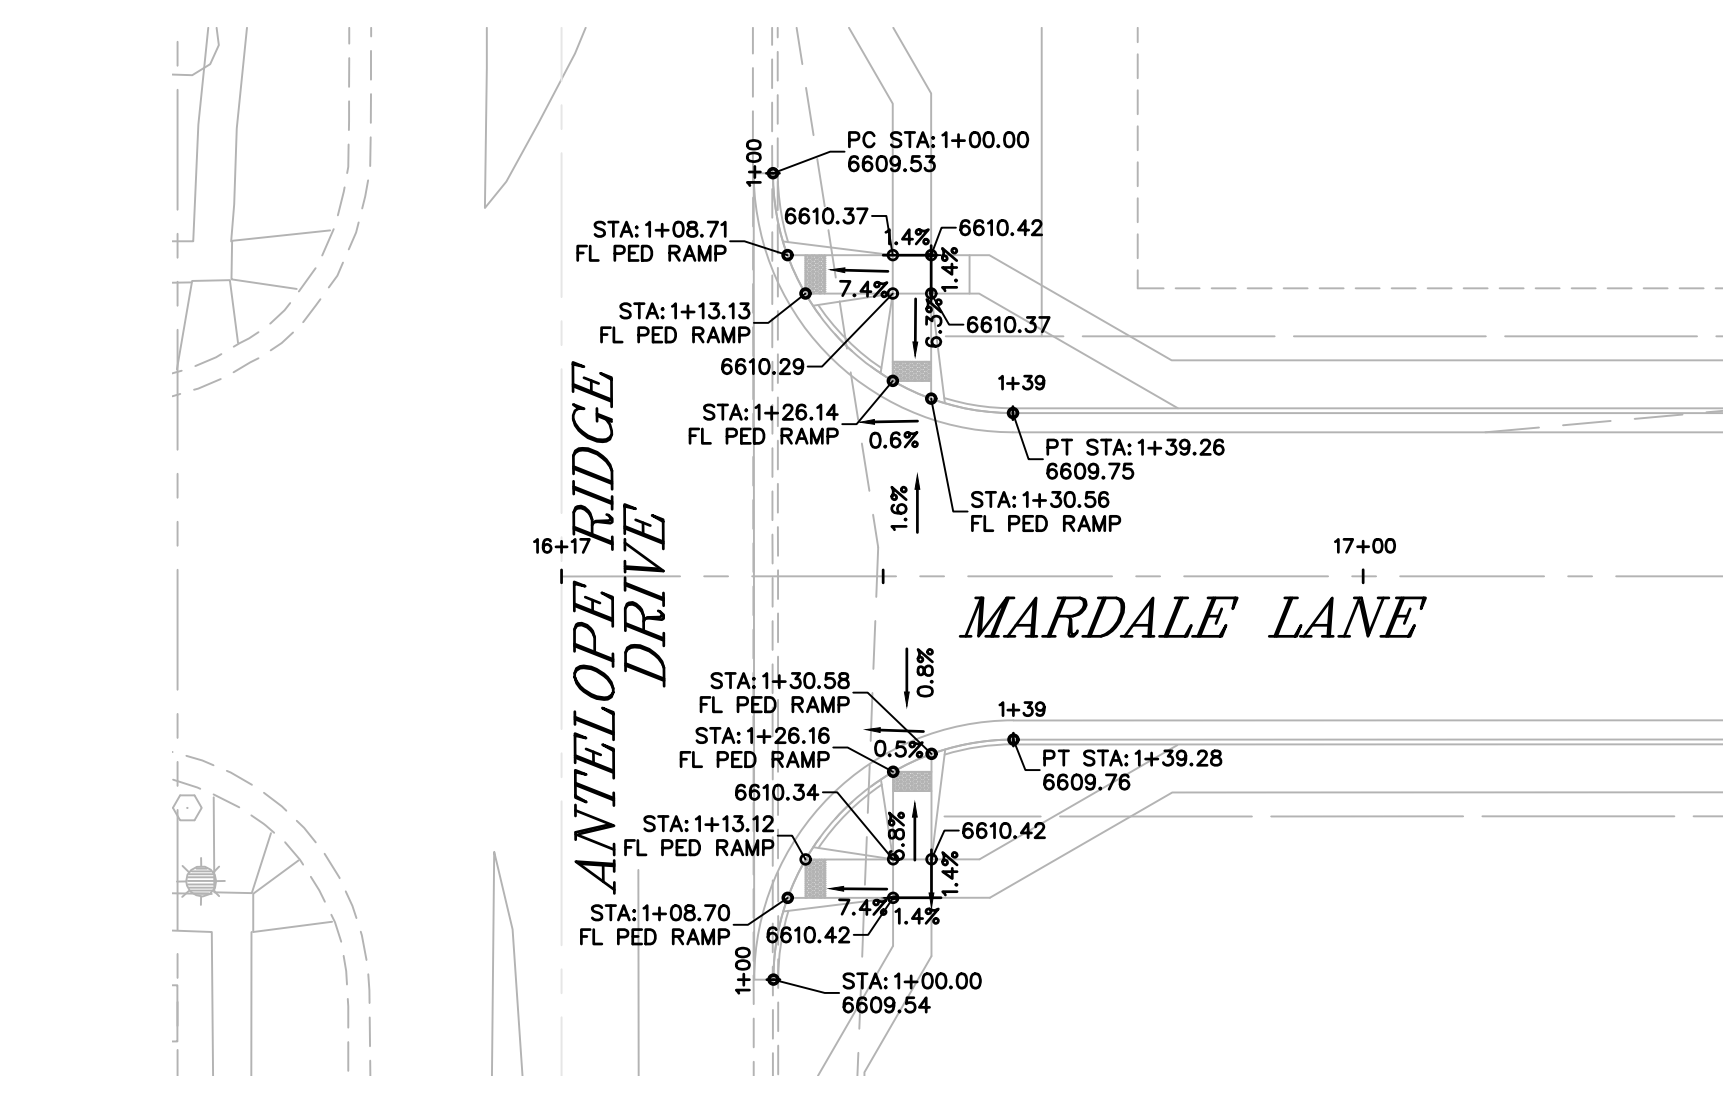 1+00
PC STA:1+00.00
6609.53
6610.37
6610.42
STA:1+08.71
FL PED RAMP
1.4%
1.4%
7.4%
STA:1+13.13
FL PED RAMP
6.3%
6610.37
6610.29
1+39
STA:1+26.14
FL PED RAMP
0.6%
PT STA:1+39.26
6609.75
1.6%
STA:1+30.56
FL PED RAMP
16+17
17+00
ANTELOPE RIDGE
DRIVE
MARDALE LANE
0.8%
STA:1+30.58
FL PED RAMP
1+39
STA:1+26.16
FL PED RAMP
0.5%
PT STA:1+39.28
6609.76
6610.34
STA:1+13.12
FL PED RAMP
6610.42
1.4%
7.4%
1.4%
STA:1+08.70
FL PED RAMP
6610.42
1+00
STA:1+00.00
6609.54